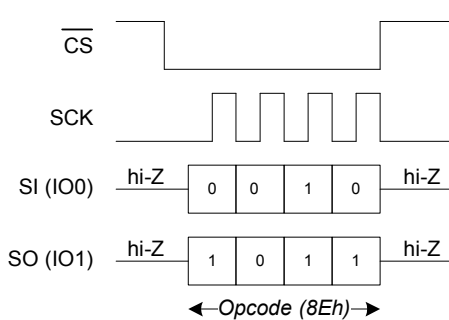 CS
SCK
SI (IO0) hi-Z 0 0 1 0 hi-Z
SO (IO1) hi-Z 1 0 1 1 hi-Z
Opcode (8Eh)